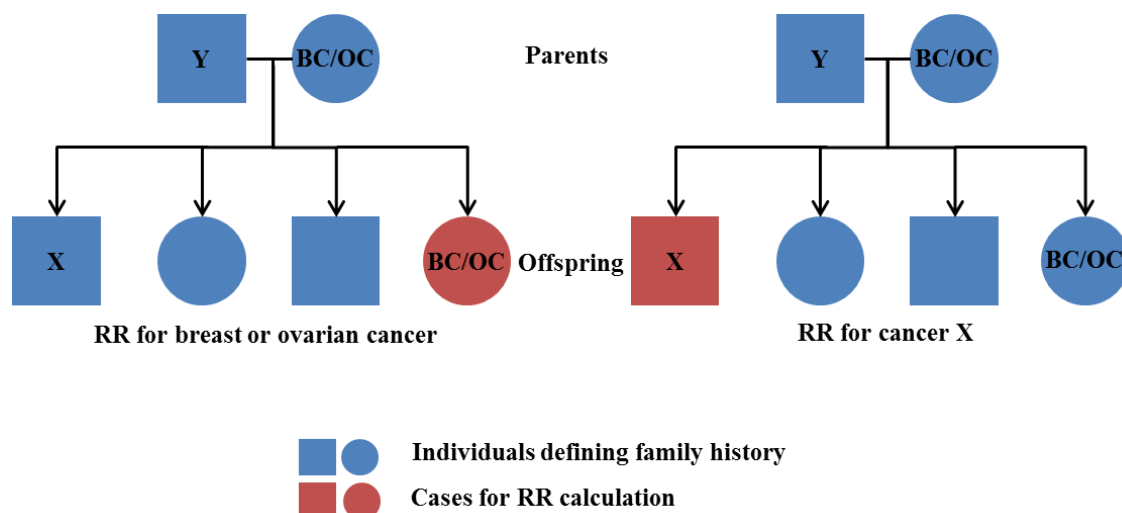 Y BC/OC Parents Y BC/OC
X BC/OC Offspring X BC/OC
RR for breast or ovarian cancer RR for cancer X
Individuals defining family history
Cases for RR calculation